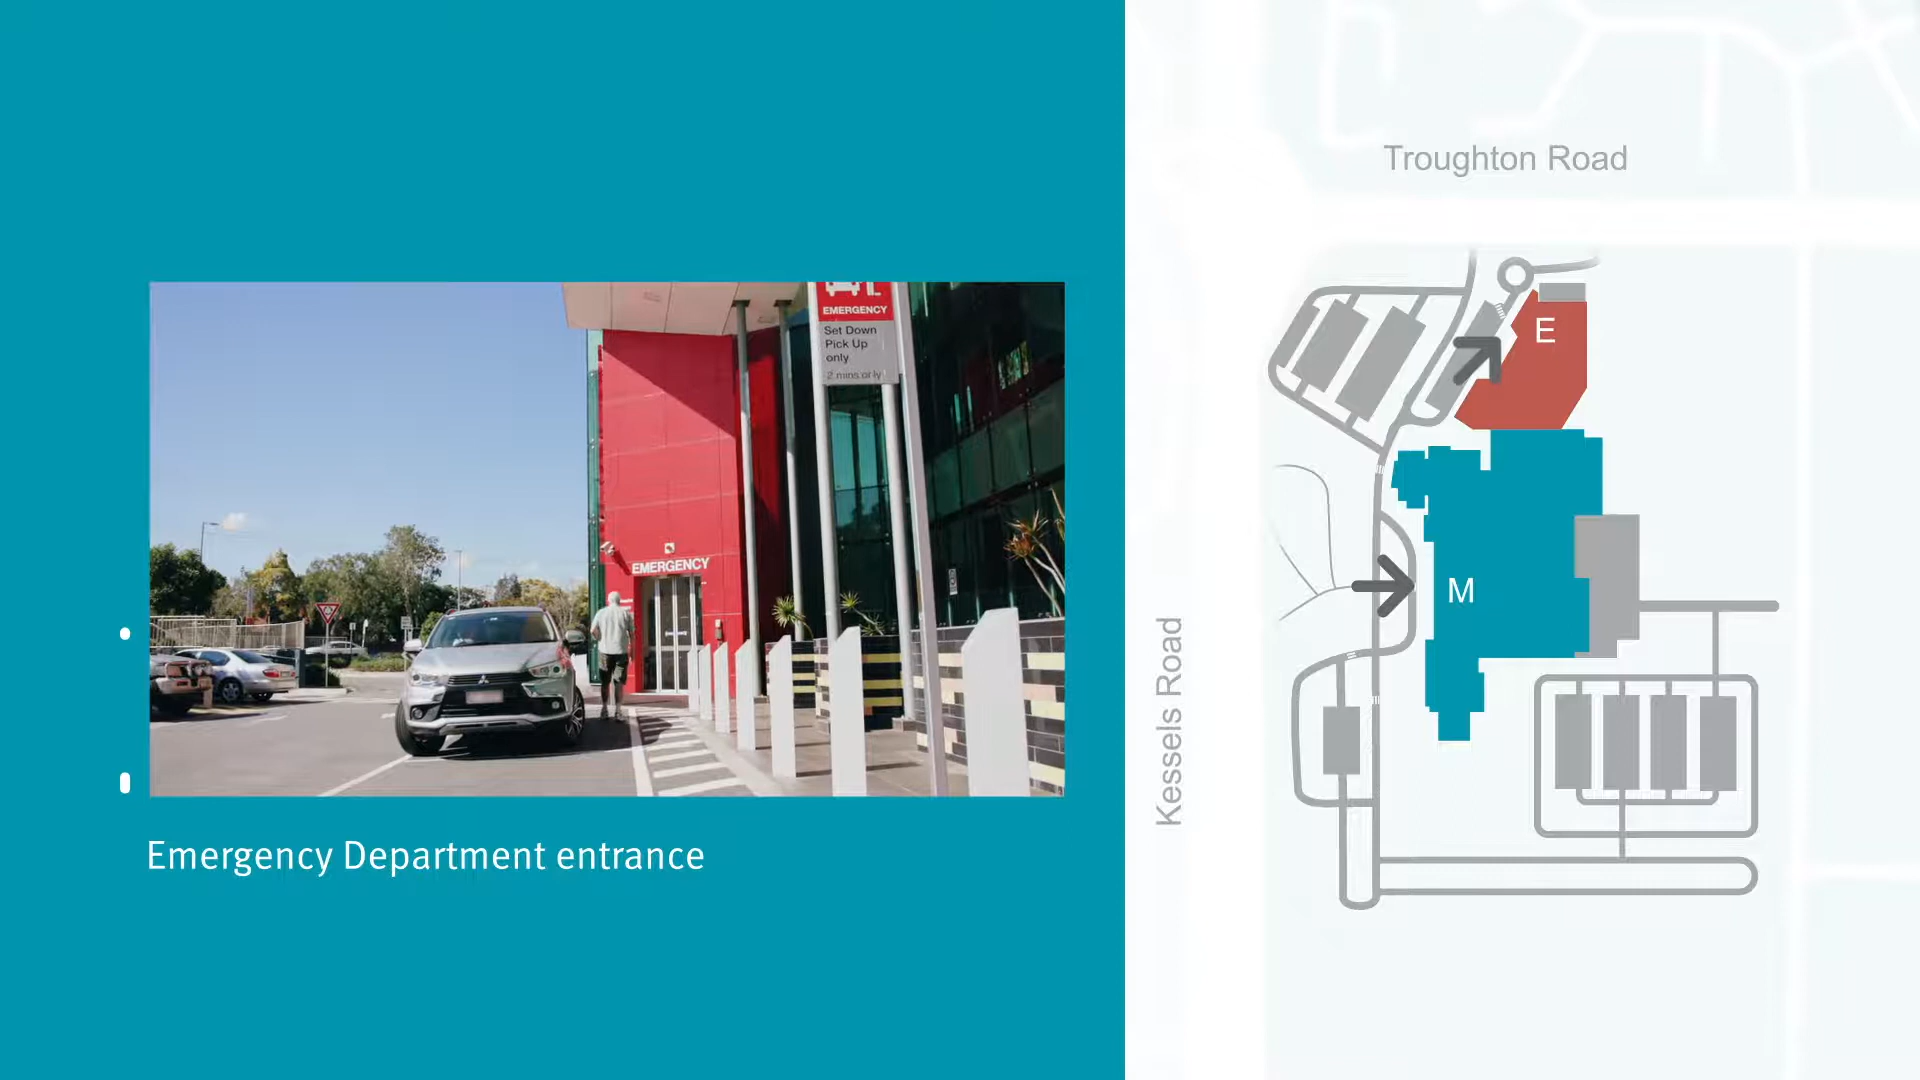 EMERGENCY
Set Down
Pick Up
only
2 mins only
EMERGENCY
Emergency Department entrance
Troughton Road
E
M
Kessels Road